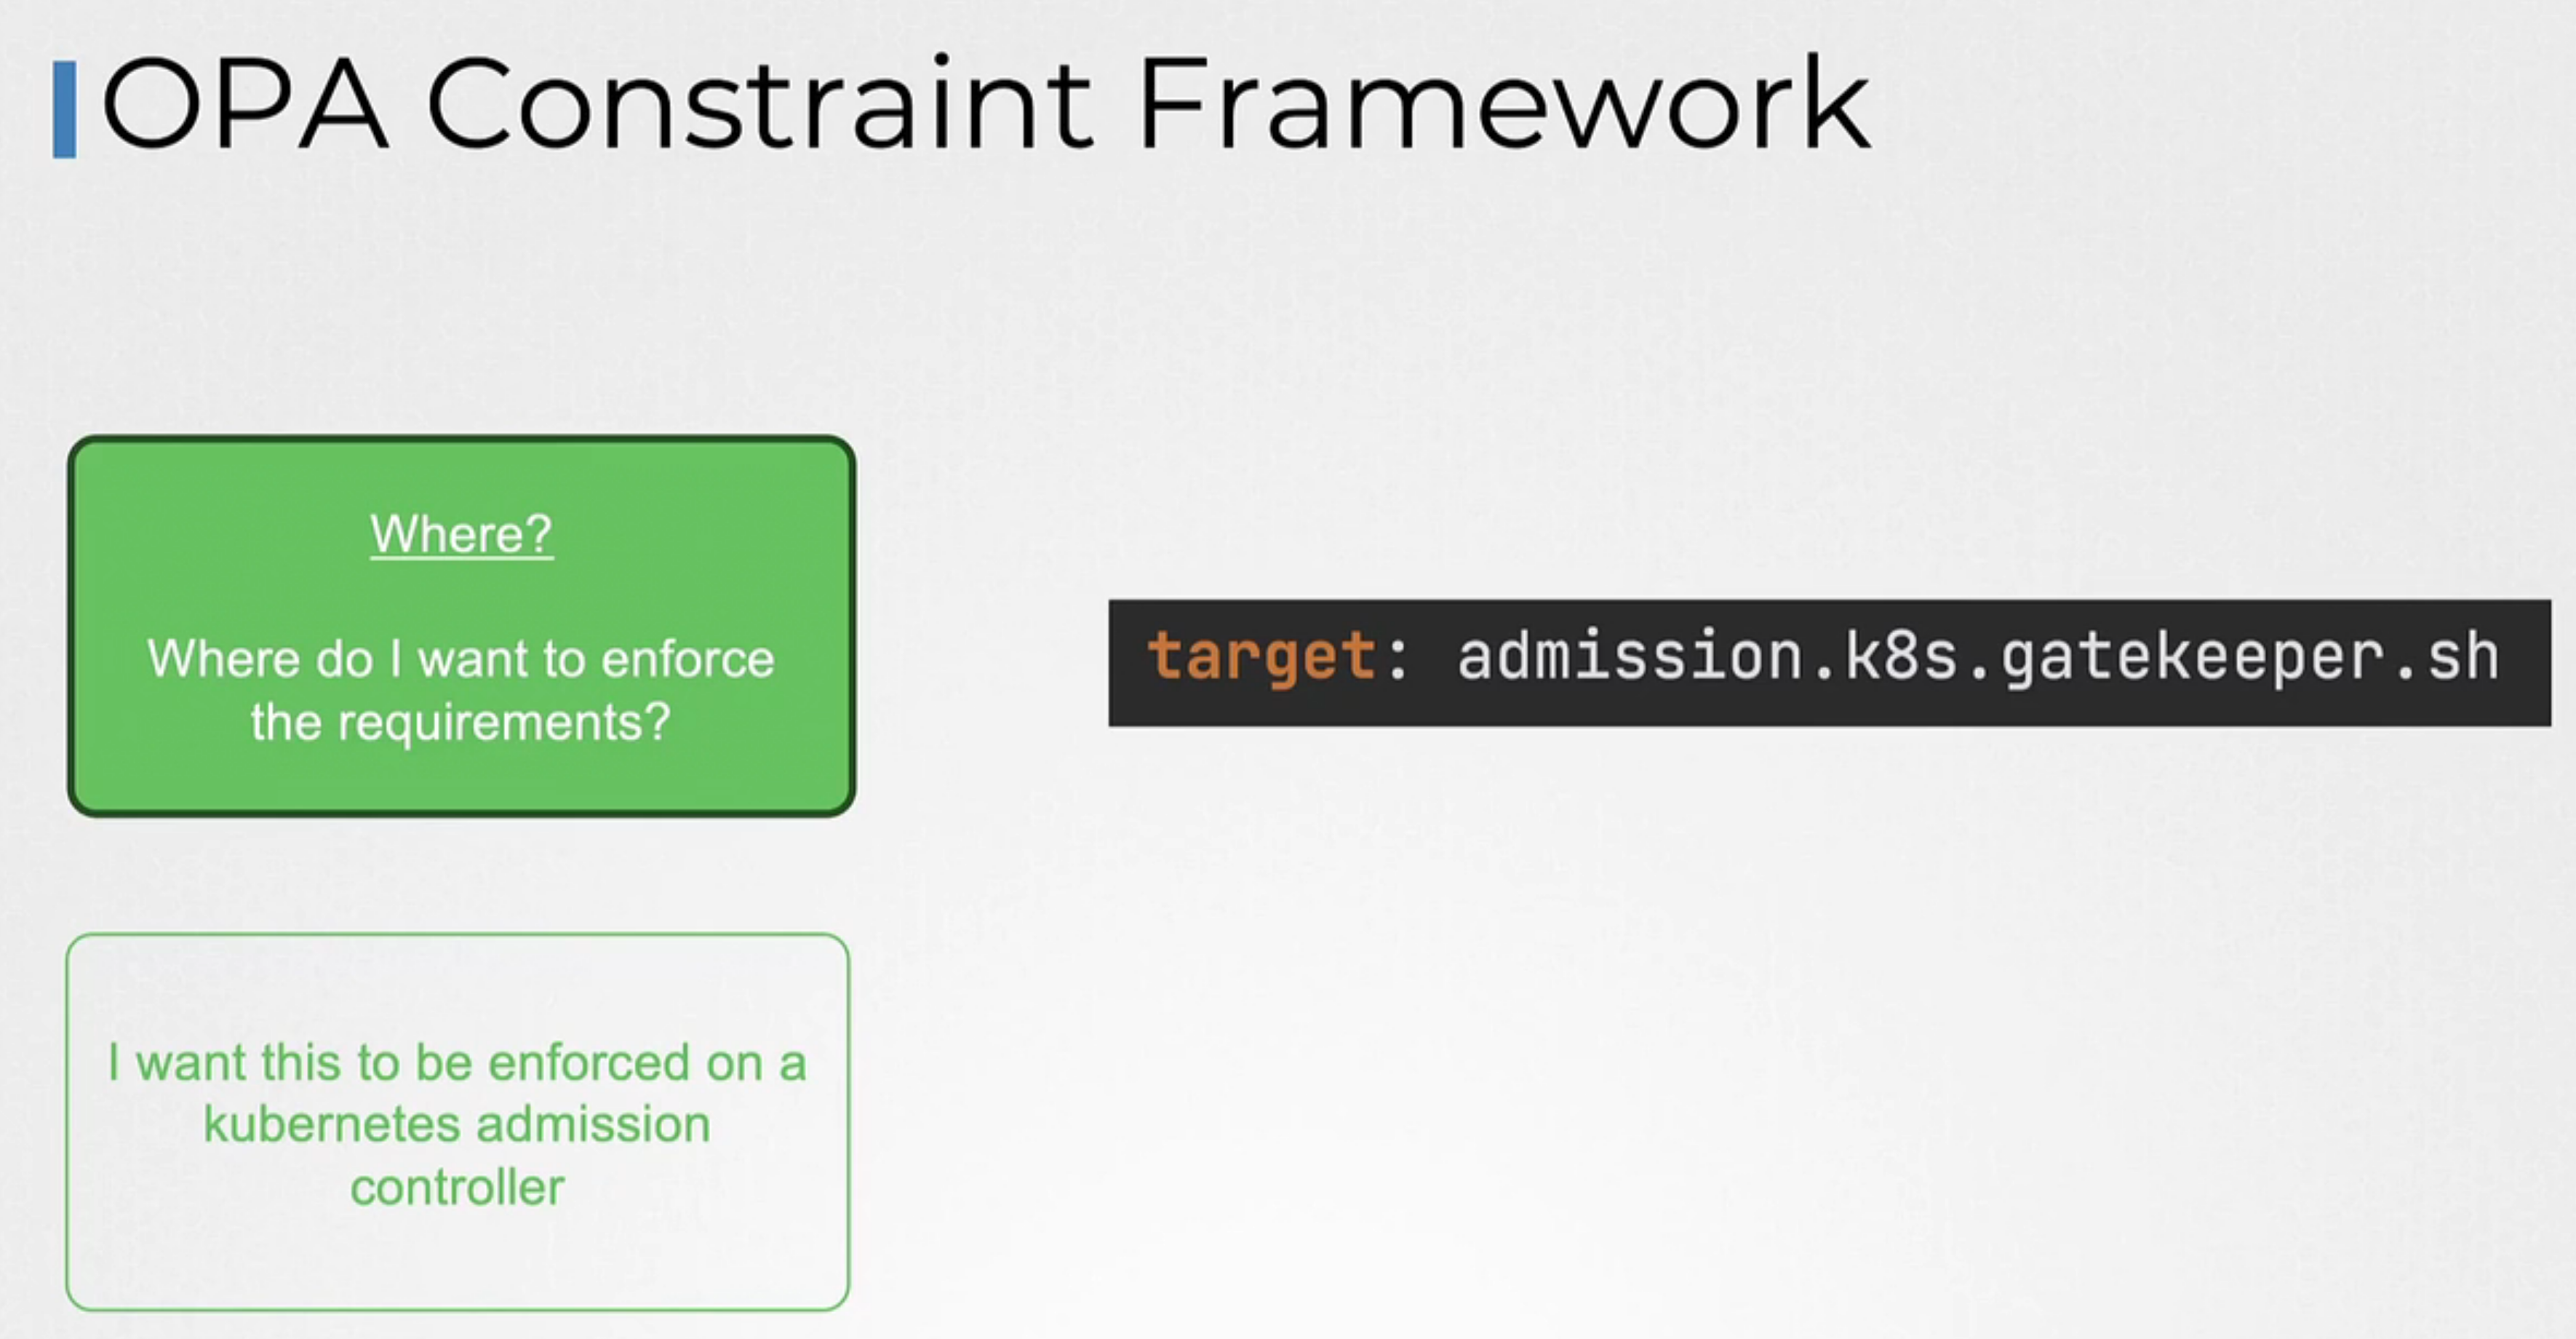 OPA Constraint Framework
Where?
Where do I want to enforce
the requirements?
target: admission.k8s.gatekeeper.sh
I want this to be enforced on a
kubernetes admission
controller